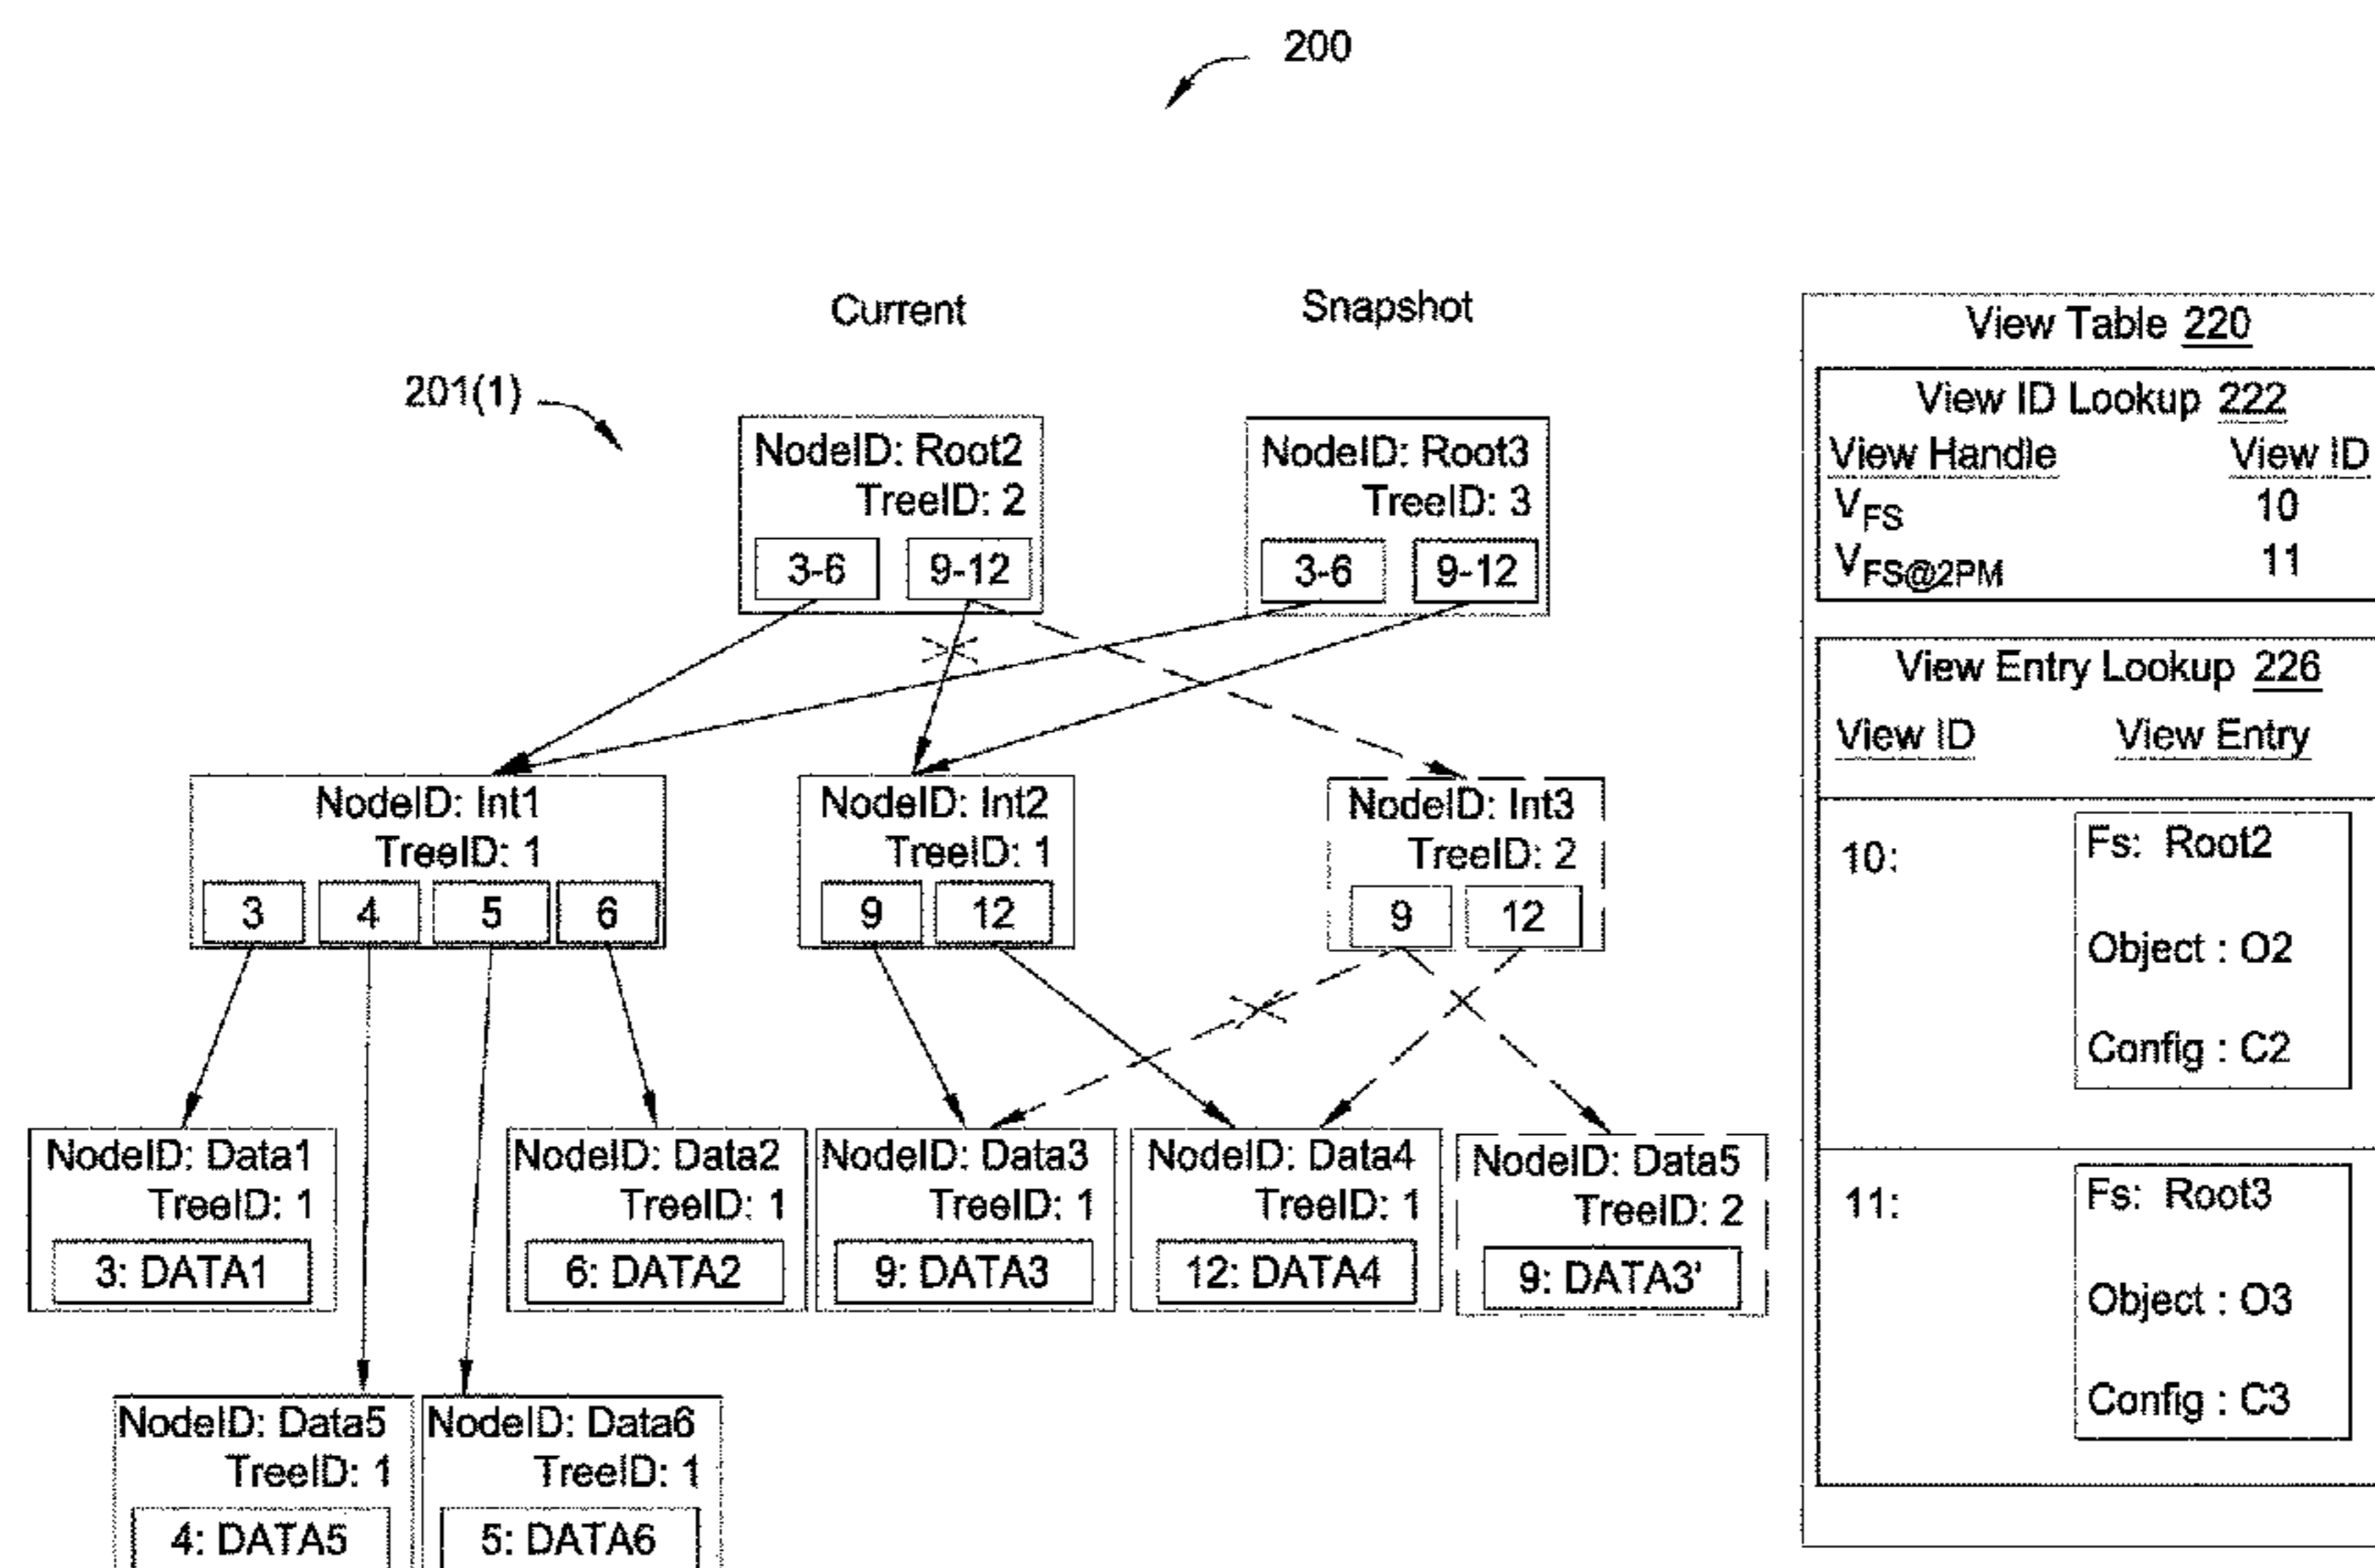 200
Current
Snapshot
201(1)
NodeID: Root2
TreeID: 2
3-6
9-12
NodeID: Root3
TreeID: 3
3-6
9-12
NodeID: Int1
TreeID: 1
3
4
5
6
NodeID: Int2
TreeID: 1
9
12
NodeID: Int3
TreeID: 2
9
12
NodeID: Data1
TreeID: 1
3: DATA1
NodeID: Data2
TreeID: 1
6: DATA2
NodeID: Data3
TreeID: 1
9: DATA3
NodeID: Data4
TreeID: 1
12: DATA4
NodeID: Data5
TreeID: 2
9: DATA3'
NodeID: Data5
TreeID: 1
4: DATA5
NodeID: Data6
TreeID: 1
5: DATA6
View Table 220
View ID Lookup 222
View Handle View ID
VFS 10
VFS@2PM 11
View Entry Lookup 226
View ID View Entry
10:
Fs: Root2
Object : O2
Config : C2
11:
Fs: Root3
Object : O3
Config : C3